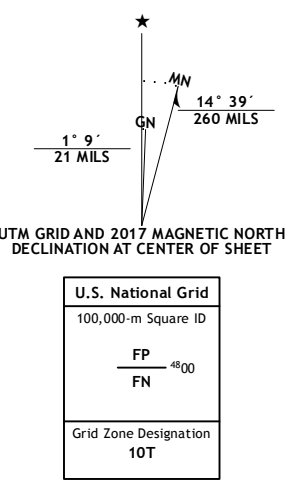 ★
MN
GN
14° 39´
260 MILS
1° 9´
21 MILS
UTM GRID AND 2017 MAGNETIC NORTH
DECLINATION AT CENTER OF SHEET
U.S. National Grid
100,000-m Square ID
FP
4800
FN
Grid Zone Designation
10T